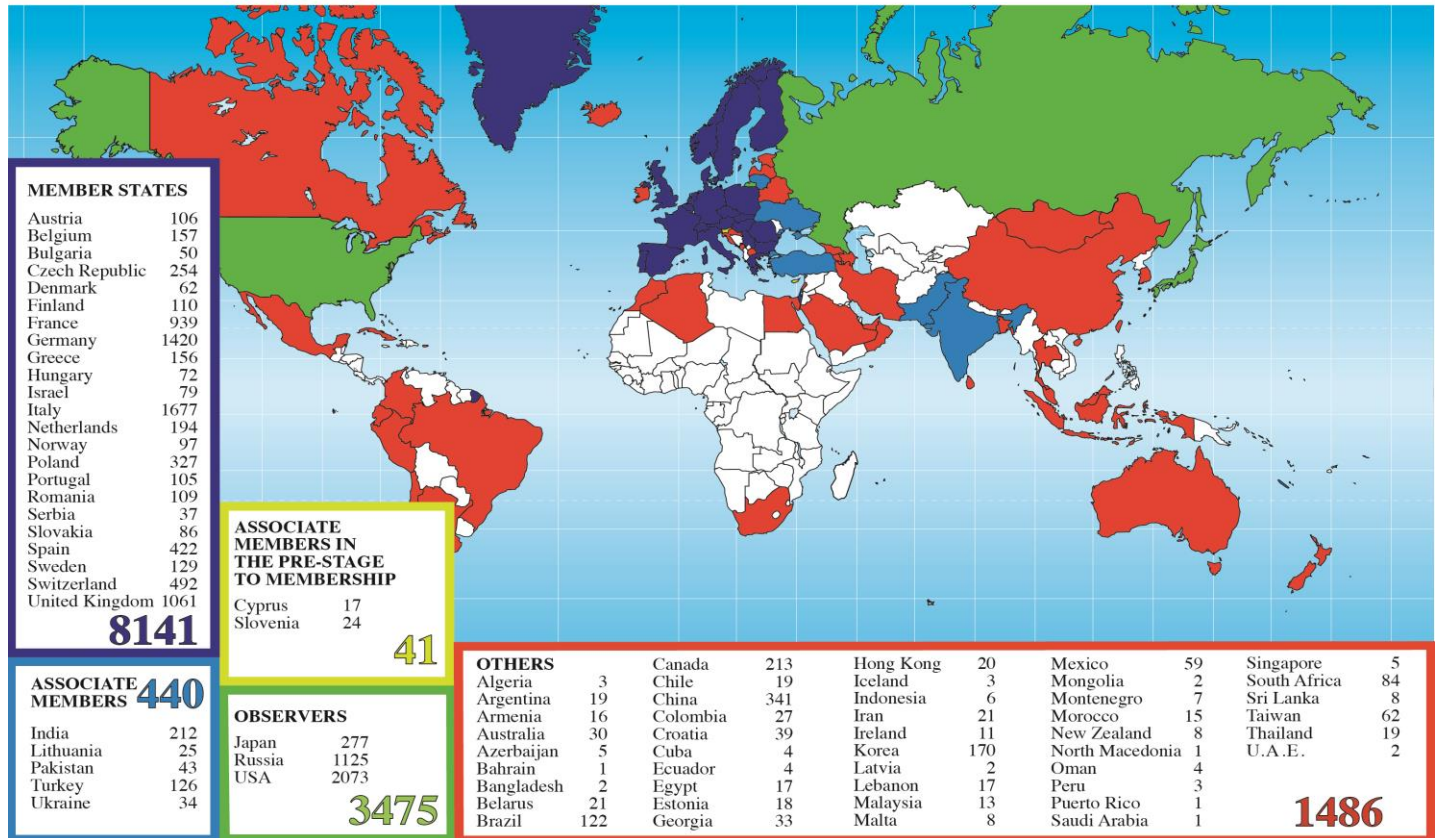 MEMBER STATES
Austria 106
Belgium 157
Bulgaria 50
Czech Republic 254
Denmark 62
Finland 110
France 939
Germany 1420
Greece 156
Hungary 72
Israel 79
Italy 1677
Netherlands 194
Norway 97
Poland 327
Portugal 105
Romania 109
Serbia 37
Slovakia 86
Spain 422
Sweden 129
Switzerland 492
United Kingdom 1061
8141
ASSOCIATE
MEMBERS 440
India 212
Lithuania 25
Pakistan 43
Turkey 126
Ukraine 34
ASSOCIATE
MEMBERS IN
THE PRE-STAGE
TO MEMBERSHIP
Cyprus 17
Slovenia 24
41
OBSERVERS
Japan 277
Russia 1125
USA 2073
3475
OTHERS
Algeria 3
Argentina 19
Armenia 16
Australia 30
Azerbaijan 5
Bahrain 1
Bangladesh 2
Belarus 21
Brazil 122
Canada 213
Chile 19
China 341
Colombia 27
Croatia 39
Cuba 4
Ecuador 4
Egypt 17
Estonia 18
Georgia 33
Hong Kong 20
Iceland 3
Indonesia 6
Iran 21
Ireland 11
Korea 170
Latvia 2
Lebanon 17
Malaysia 13
Malta 8
Mexico 59
Mongolia 2
Montenegro 7
Morocco 15
New Zealand 8
North Macedonia 1
Oman 4
Peru 3
Puerto Rico 1
Saudi Arabia 1
Singapore 5
South Africa 84
Sri Lanka 8
Taiwan 62
Thailand 19
U.A.E. 2
1486